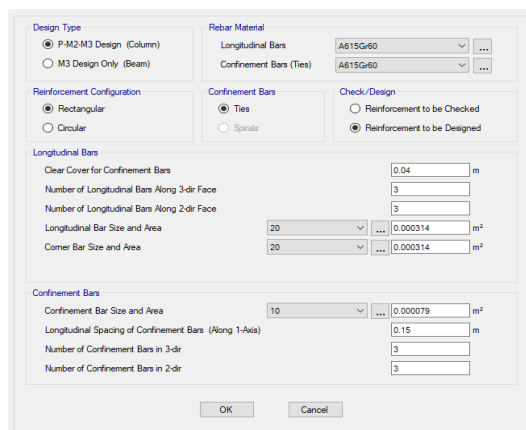 Design Type
P-M2-M3 Design (Column)
M3 Design Only (Beam)
Rebar Material
Longitudinal Bars A615Gr60 ...
Confinement Bars (Ties) A615Gr60 ...
Reinforcement Configuration
Rectangular
Circular
Confinement Bars
Ties
Spirals
Check/Design
Reinforcement to be Checked
Reinforcement to be Designed
Longitudinal Bars
Clear Cover for Confinement Bars 0.04 m
Number of Longitudinal Bars Along 3-dir Face 3
Number of Longitudinal Bars Along 2-dir Face 3
Longitudinal Bar Size and Area 20 ... 0.000314 m²
Corner Bar Size and Area 20 ... 0.000314 m²
Confinement Bars
Confinement Bar Size and Area 10 ... 0.000079 m²
Longitudinal Spacing of Confinement Bars (Along 1-Axis) 0.15 m
Number of Confinement Bars in 3-dir 3
Number of Confinement Bars in 2-dir 3
OK Cancel